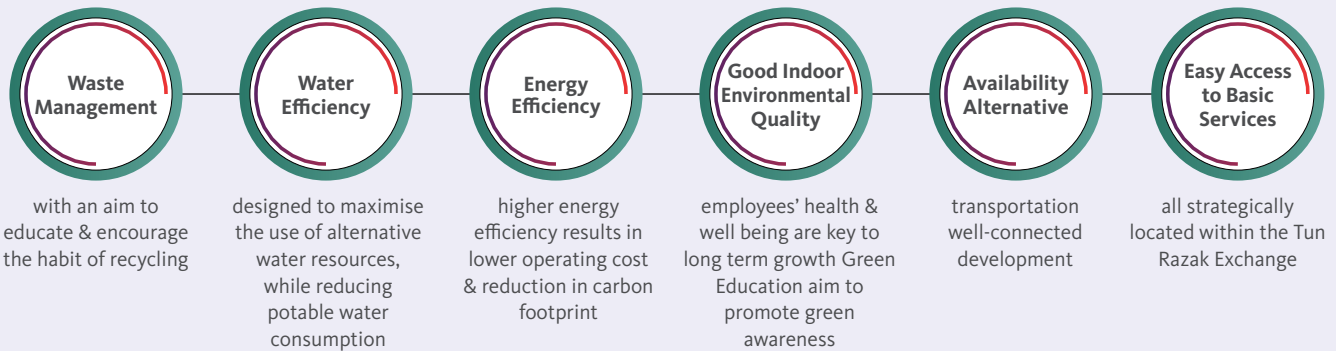 Waste
Management
with an aim to
educate & encourage
the habit of recycling
Water
Efficiency
designed to maximise
the use of alternative
water resources,
while reducing
potable water
consumption
Energy
Efficiency
higher energy
efficiency results in
lower operating cost
& reduction in carbon
footprint
Good Indoor
Environmental
Quality
employees’ health &
well being are key to
long term growth Green
Education aim to
promote green
awareness
Availability
Alternative
transportation
well-connected
development
Easy Access
to Basic
Services
all strategically
located within the Tun
Razak Exchange